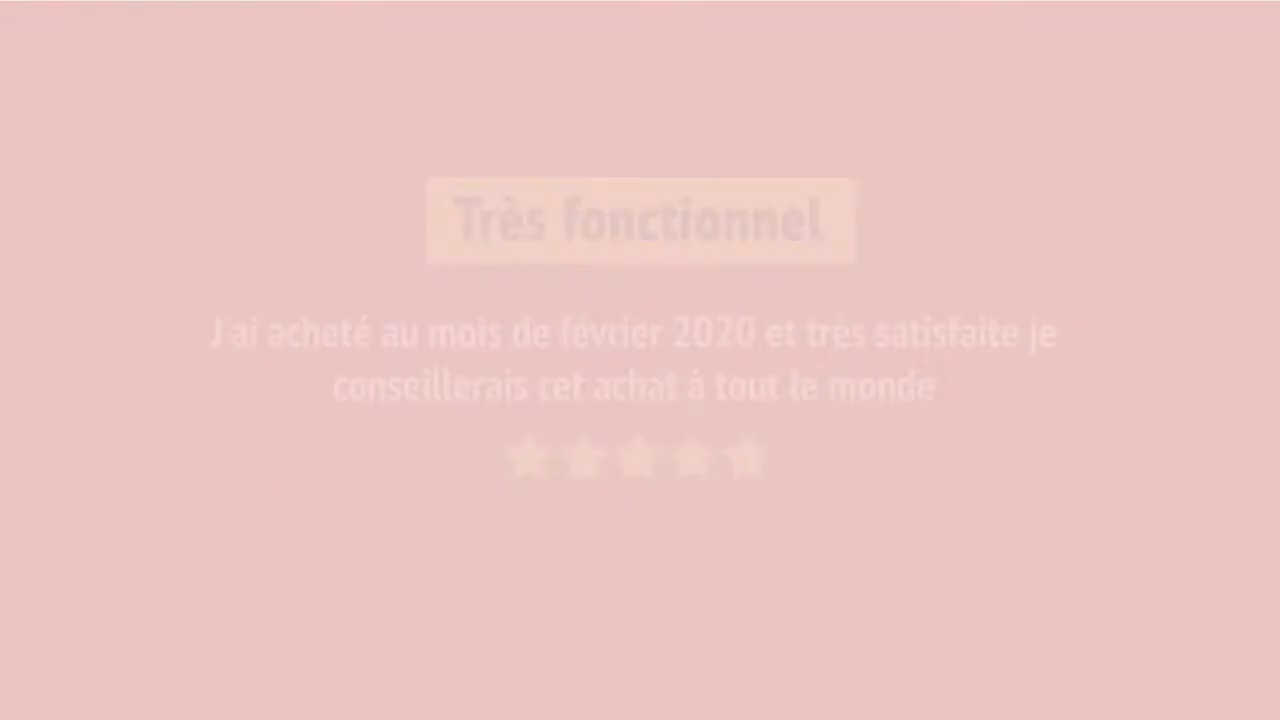 Très fonctionnel
J'ai acheté au mois de février 2020 et très satisfaite je
conseillerais cet achat à tout le monde